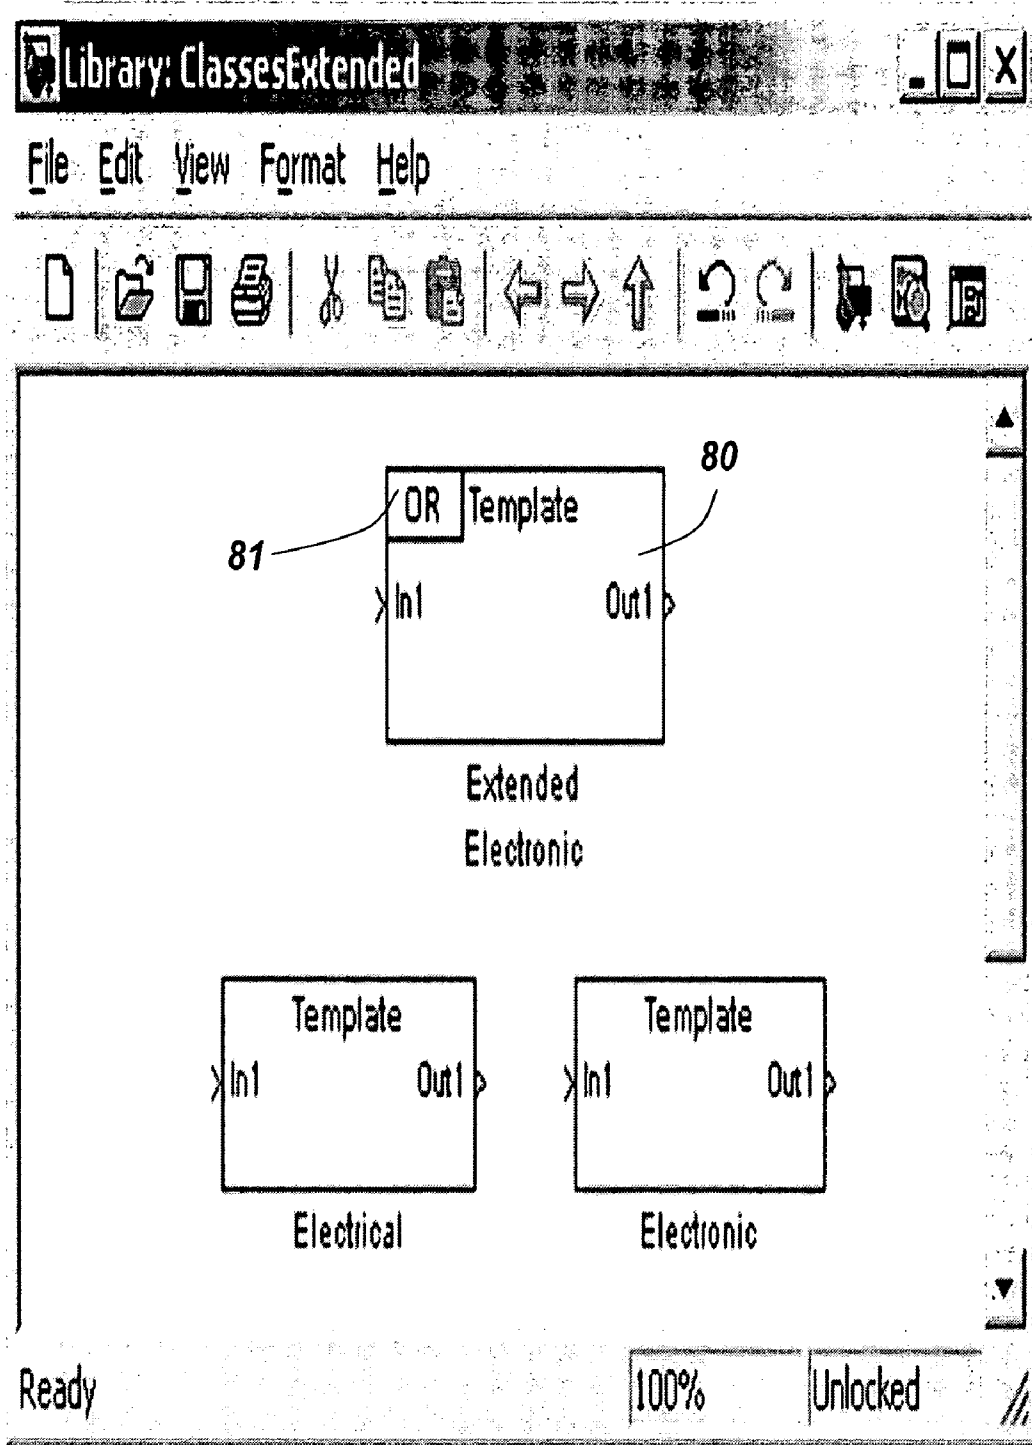 Library: ClassesExtended
File Edit View Format Help
80
OR Template
81
In1 Out1
Extended
Electronic
Template Template
In1 Out1 In1 Out1
Electrical Electronic
Ready 100% Unlocked